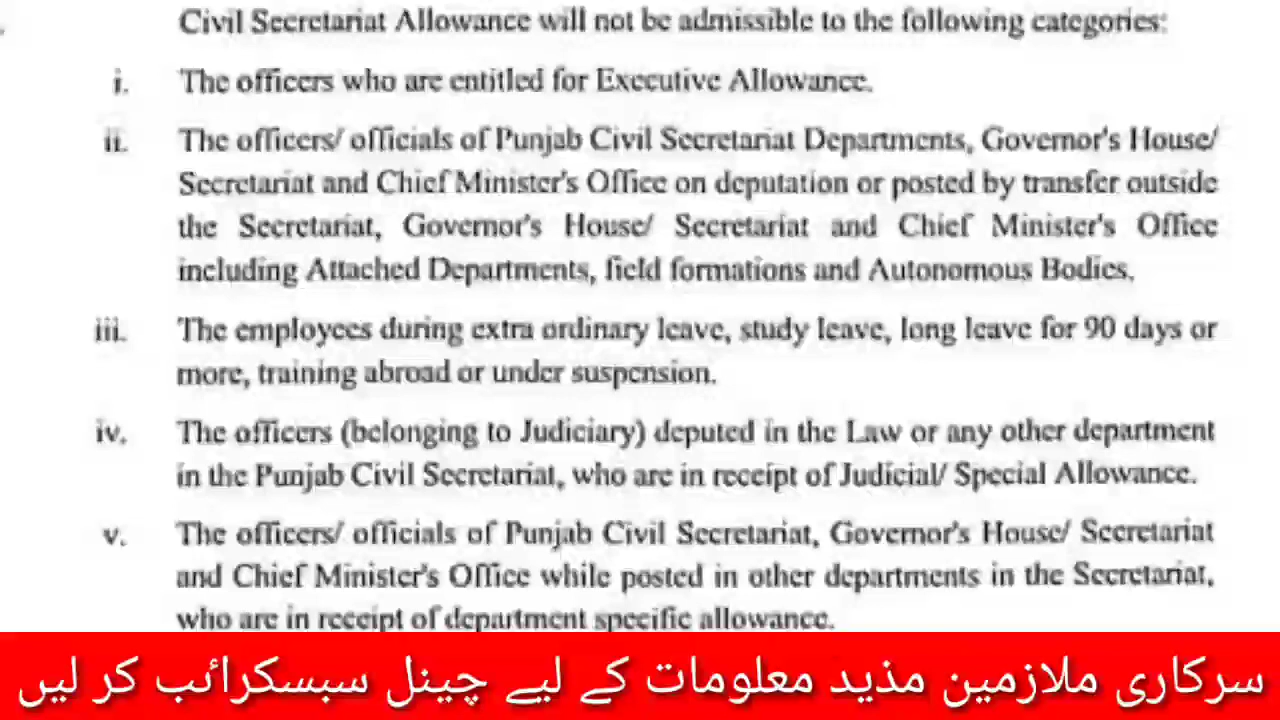 Civil Secretariat Allowance will not be admissible to the following categories:
i. The officers who are entitled for Executive Allowance.
ii. The officers/ officials of Punjab Civil Secretariat Departments, Governor's House/
Secretariat and Chief Minister's Office on deputation or posted by transfer outside
the Secretariat, Governor's House/ Secretariat and Chief Minister's Office
including Attached Departments, field formations and Autonomous Bodies.
iii. The employees during extra ordinary leave, study leave, long leave for 90 days or
more, training abroad or under suspension.
iv. The officers (belonging to Judiciary) deputed in the Law or any other department
in the Punjab Civil Secretariat, who are in receipt of Judicial/ Special Allowance.
v. The officers/ officials of Punjab Civil Secretariat, Governor's House/ Secretariat
and Chief Minister's Office while posted in other departments in the Secretariat,
who are in receipt of department specific allowance.
سرکاری ملازمین مذید معلومات کے لیے چینل سبسکرائب کر لیں